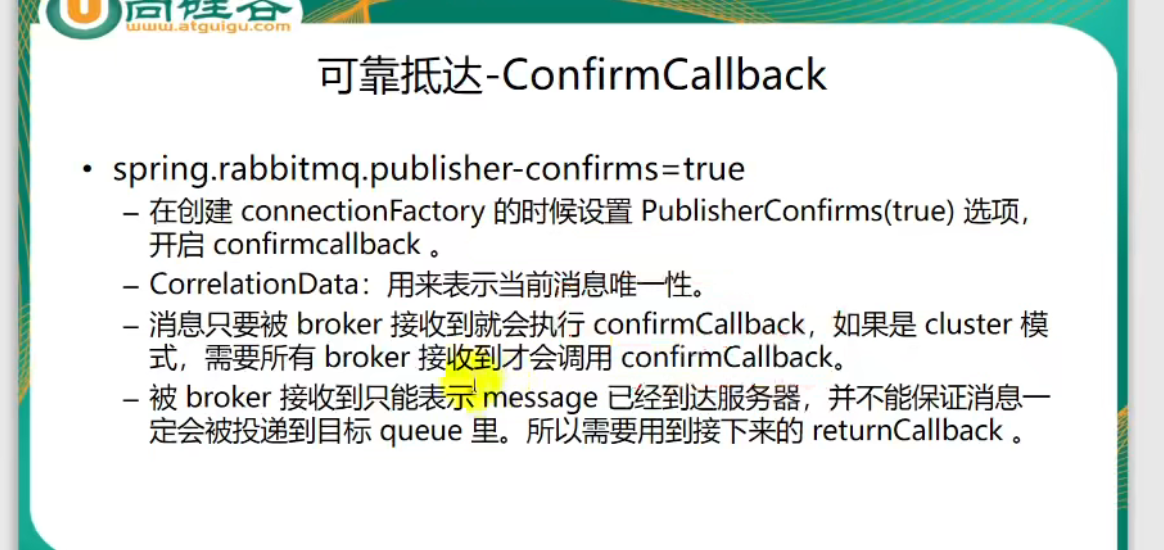 尚硅谷
www.atguigu.com
可靠抵达-ConfirmCallback
• spring.rabbitmq.publisher-confirms=true
– 在创建 connectionFactory 的时候设置 PublisherConfirms(true) 选项，
开启 confirmcallback 。
– CorrelationData：用来表示当前消息唯一性。
– 消息只要被 broker 接收到就会执行 confirmCallback，如果是 cluster 模
式，需要所有 broker 接收到才会调用 confirmCallback。
– 被 broker 接收到只能表示 message 已经到达服务器，并不能保证消息一
定会被投递到目标 queue 里。所以需要用到接下来的 returnCallback 。